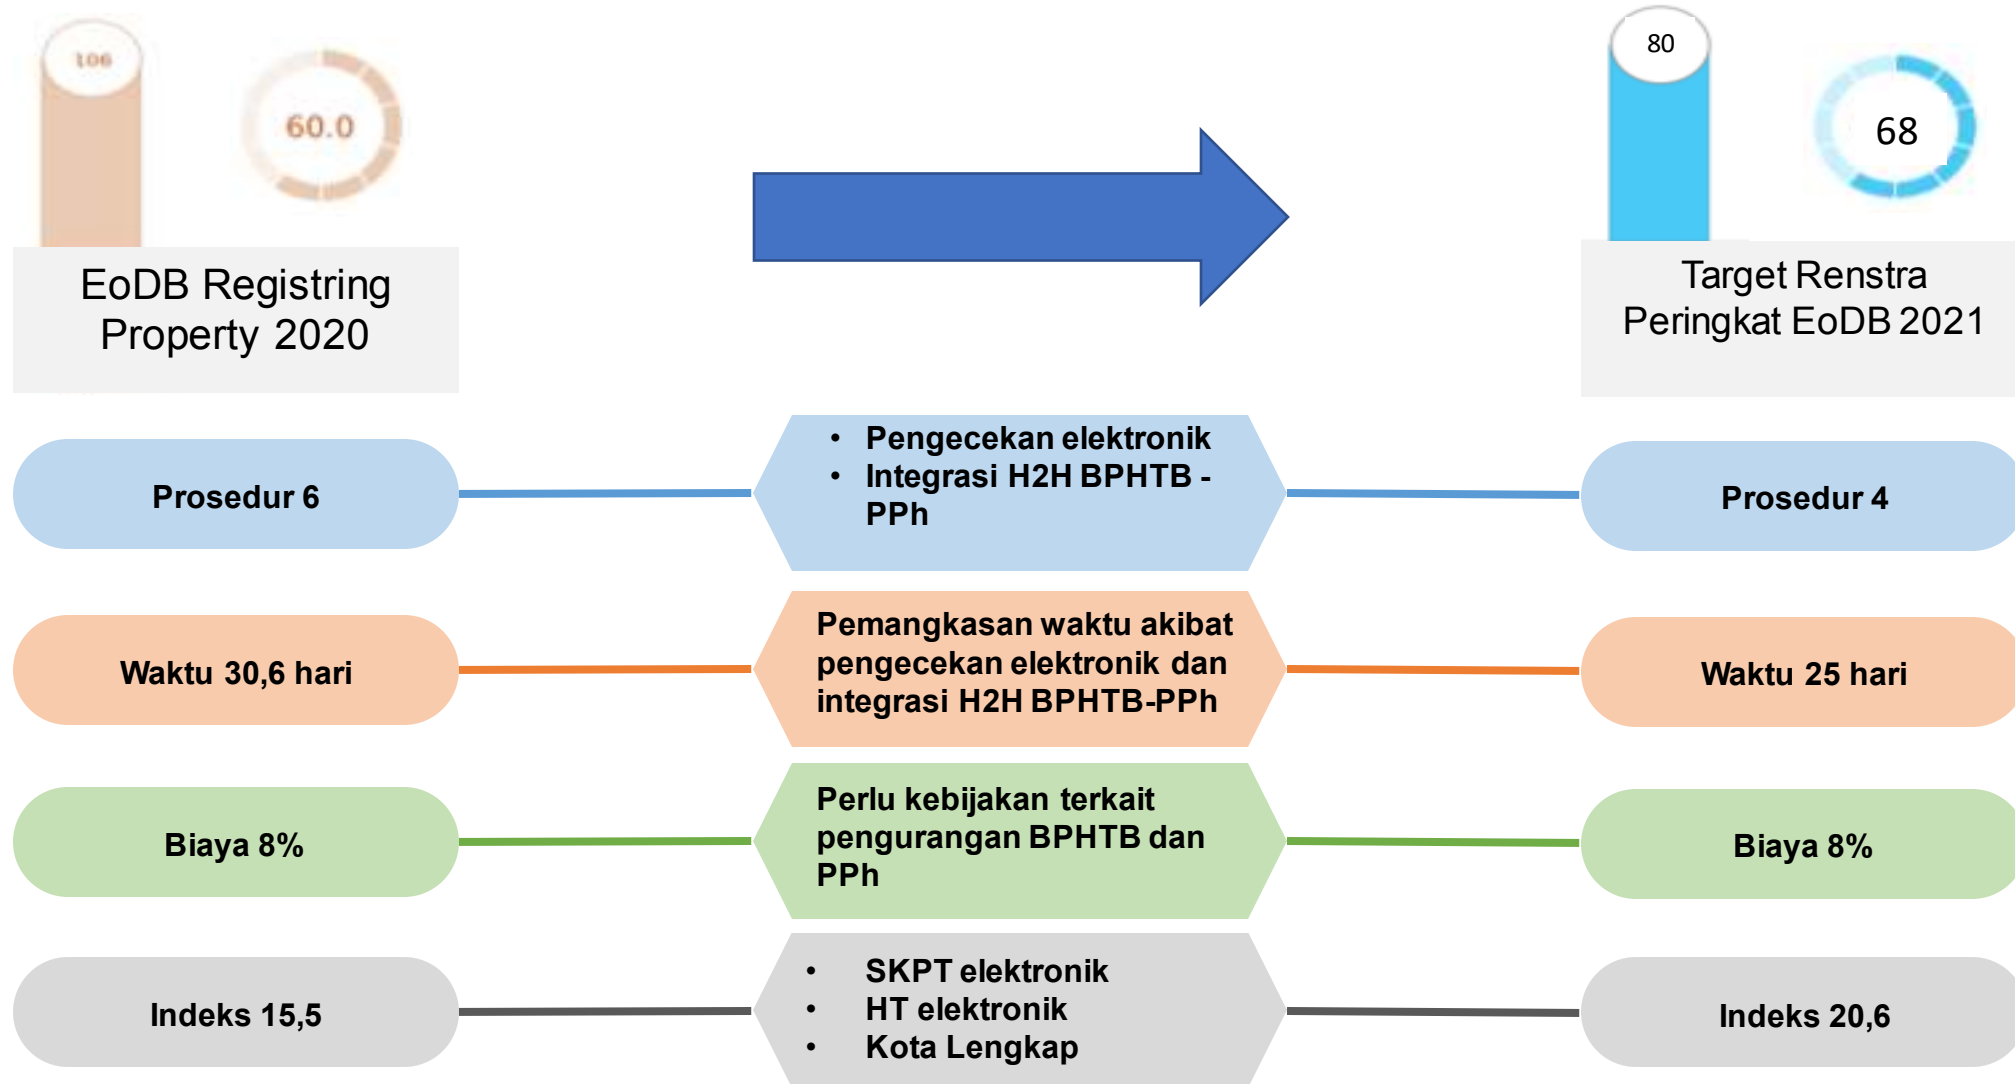 106
60.0
80
68
EoDB Registring
Property 2020
Target Renstra
Peringkat EoDB 2021
Prosedur 6
• Pengecekan elektronik
• Integrasi H2H BPHTB -
PPh
Prosedur 4
Waktu 30,6 hari
Pemangkasan waktu akibat
pengecekan elektronik dan
integrasi H2H BPHTB-PPh
Waktu 25 hari
Biaya 8%
Perlu kebijakan terkait
pengurangan BPHTB dan
PPh
Biaya 8%
Indeks 15,5
• SKPT elektronik
• HT elektronik
• Kota Lengkap
Indeks 20,6